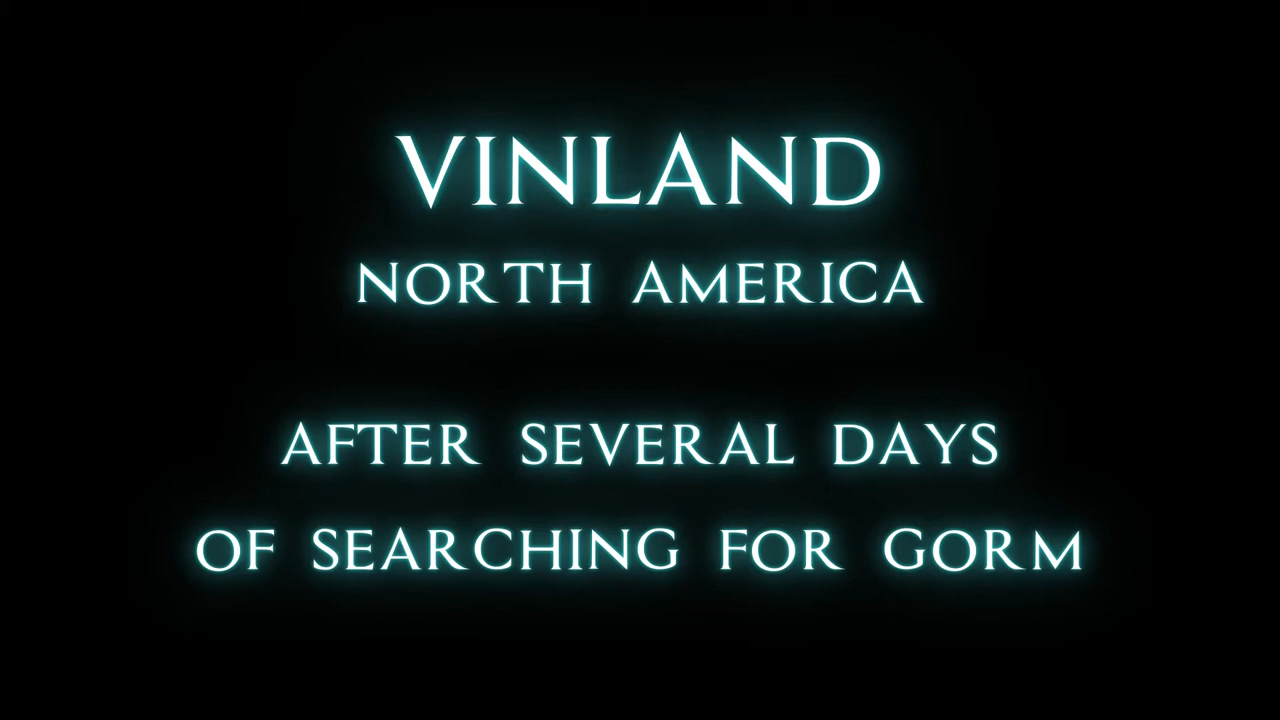 VINLAND
NORTH AMERICA
AFTER SEVERAL DAYS
OF SEARCHING FOR GORM